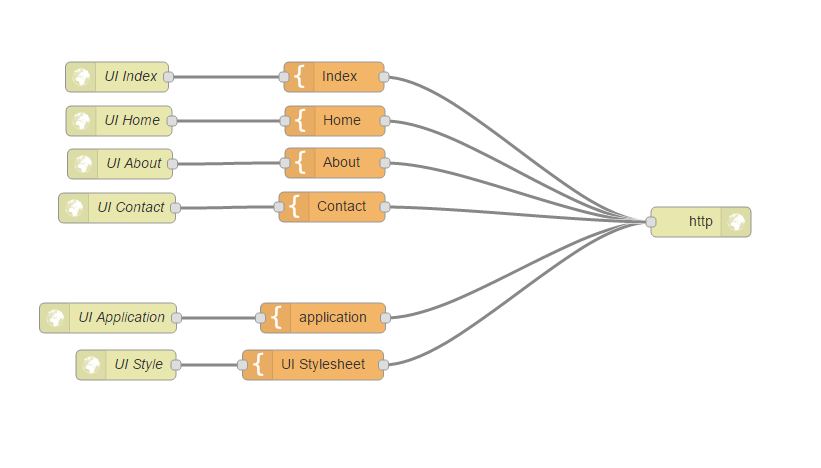 UI Index
Index
UI Home
Home
UI About
About
UI Contact
Contact
http
UI Application
application
UI Style
UI Stylesheet